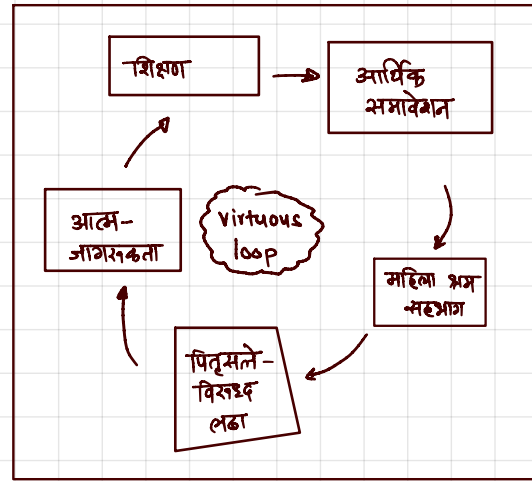 शिक्षण
आर्थिक
समावेशन
महिला श्रम
सहभाग
पितृसत्ते-
विरुद्ध
लढा
आत्म-
जागरूकता
virtuous
loop